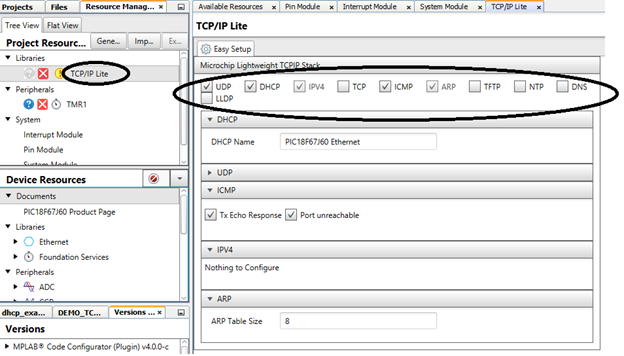 Projects Files Resource Manag...
Tree View Flat View
Project Resourc... Gene... Imp... Ex...
Libraries
TCP/IP Lite
Peripherals
TMR1
System
Interrupt Module
Pin Module
System Module
Device Resources
Documents
PIC18F67J60 Product Page
Libraries
Ethernet
Foundation Services
Peripherals
ADC
dhcp_exa... DEMO_TC... Versions ...
Versions
MPLAB® Code Configurator (Plugin) v4.0.0-c
Available Resources Pin Module Interrupt Module System Module TCP/IP Lite
TCP/IP Lite
Easy Setup
Microchip Lightweight TCPIP Stack
UDP DHCP IPV4 TCP ICMP ARP TFTP NTP DNS
LLDP
DHCP
DHCP Name PIC18F67J60 Ethernet
UDP
ICMP
Tx Echo Response Port unreachable
IPV4
Nothing to Configure
ARP
ARP Table Size 8